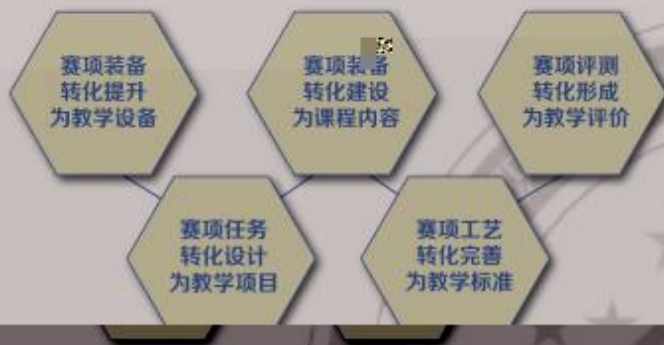 赛项装备
转化提升
为教学设备
赛项装备
转化建设
为课程内容
赛项评测
转化形成
为教学评价
赛项任务
转化设计
为教学项目
赛项工艺
转化完善
为教学标准